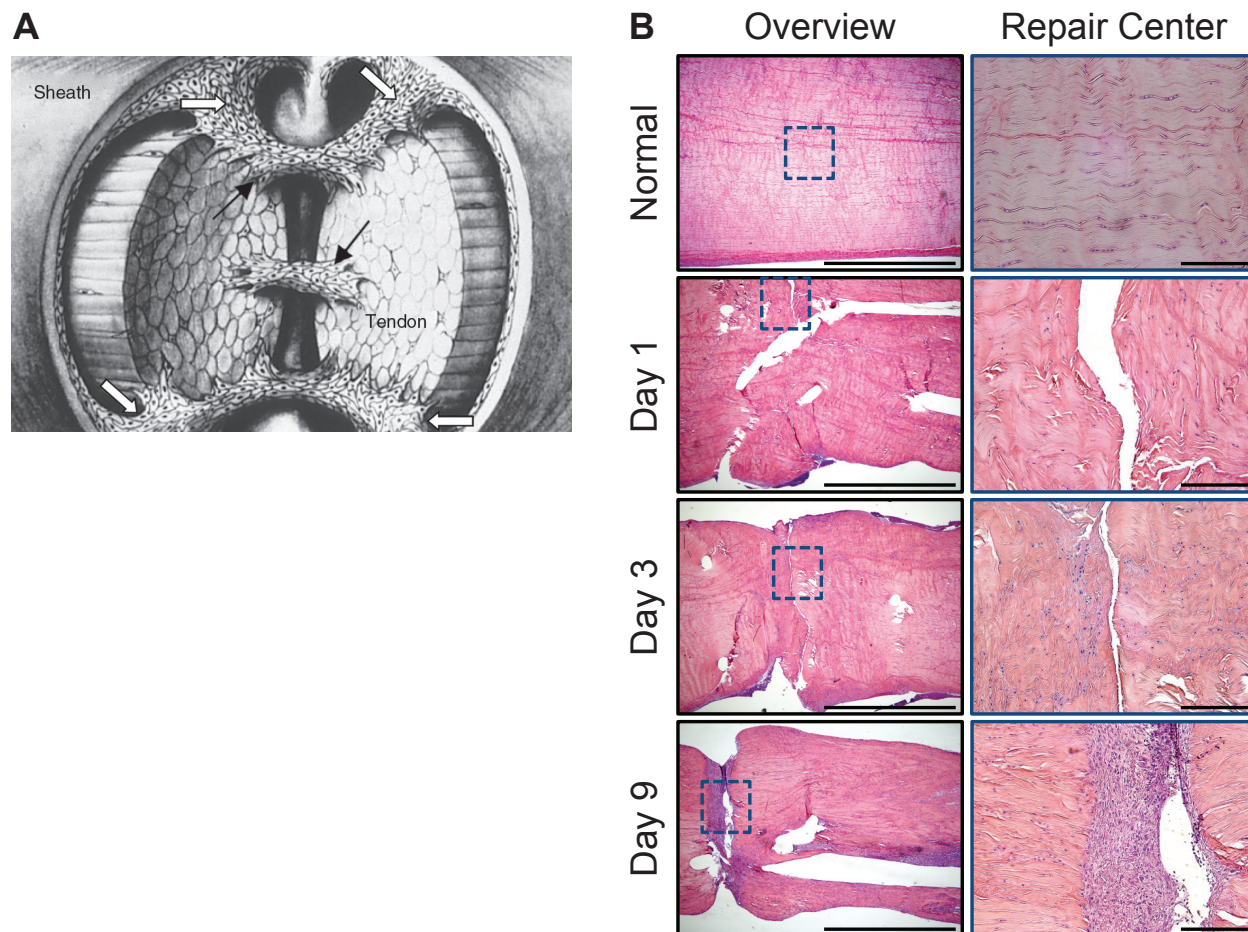 A
Sheath
Tendon
B
Overview
Repair Center
Normal
Day 1
Day 3
Day 9